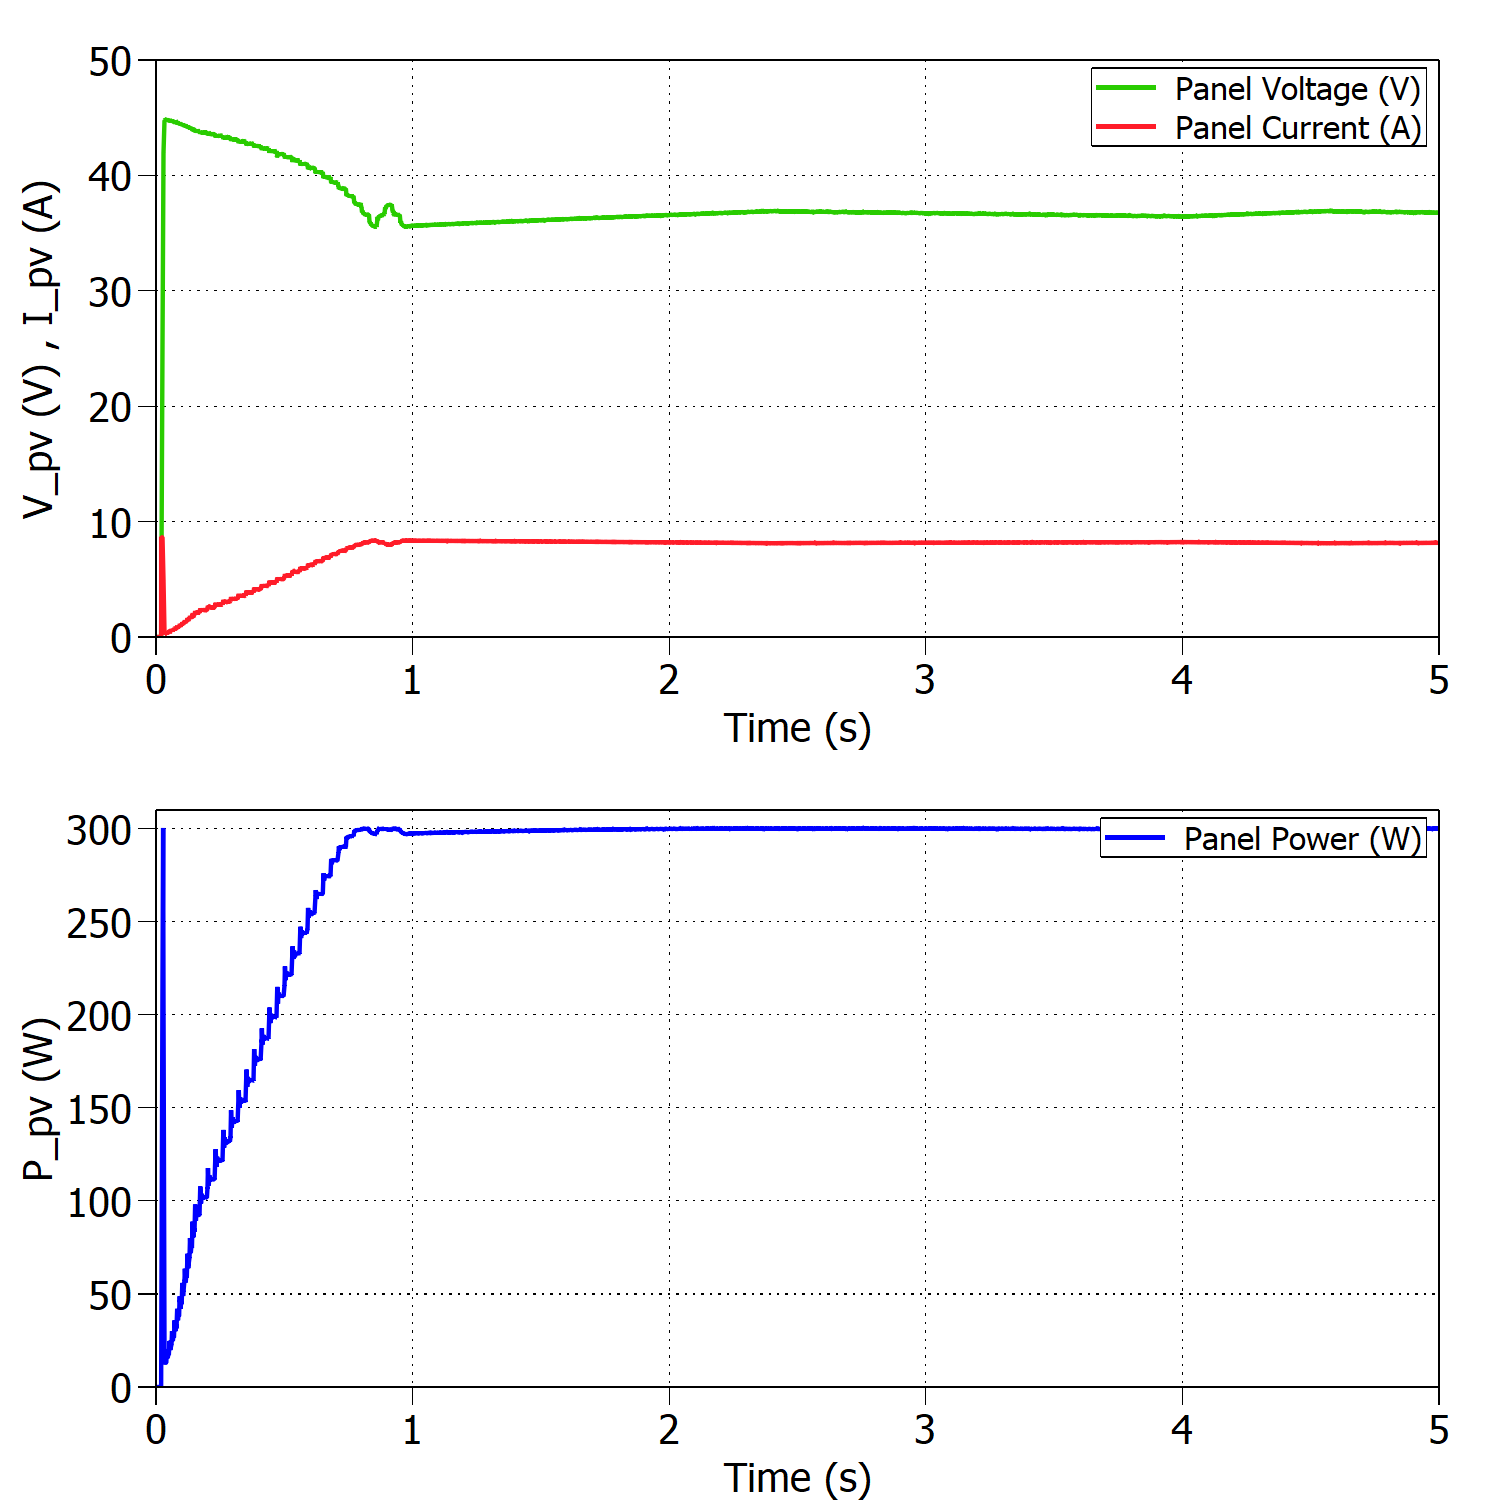 50
40
30
20
10
0
V_pv (V) , I_pv (A)
Panel Voltage (V)
Panel Current (A)
0 1 2 3 4 5
Time (s)
300
250
200
150
100
50
0
P_pv (W)
Panel Power (W)
0 1 2 3 4 5
Time (s)